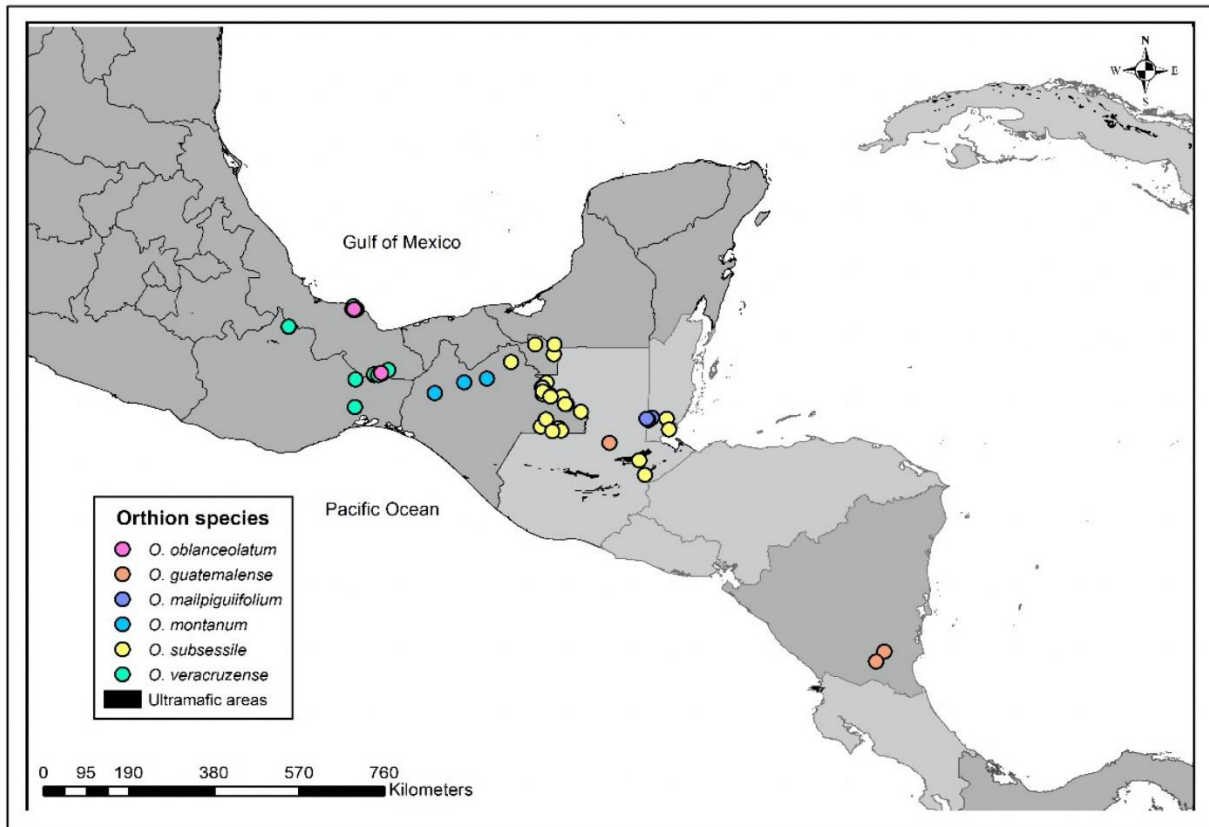 N
W E
S
Gulf of Mexico
Pacific Ocean
Orthion species
O. oblanceolatum
O. guatemalense
O. mailpiguiifolium
O. montanum
O. subsessile
O. veracruzense
Ultramafic areas
0 95 190 380 570 760
Kilometers